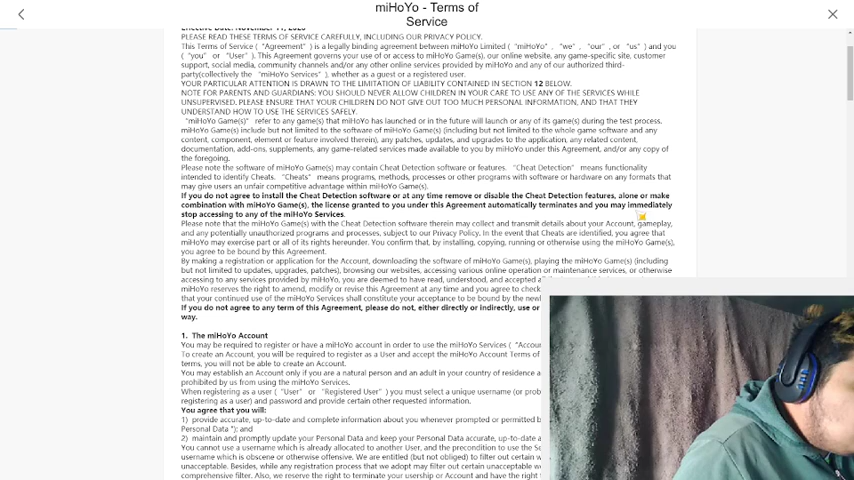 miHoYo - Terms of
Service
PLEASE READ THESE TERMS OF SERVICE CAREFULLY, INCLUDING OUR PRIVACY POLICY.
This Terms of Service ( "Agreement" ) is a legally binding agreement between miHoYo Limited ( "miHoYo" , "we" , "our" , or "us" ) and you
( "you" or "User" ). This Agreement governs your use of or access to miHoYo Game(s), our online website, any game-specific site, customer
support, social media, community channels and/or any other online services provided by miHoYo and any of our authorized third-
party(collectively the "miHoYo Services" ), whether as a guest or a registered user.
YOUR PARTICULAR ATTENTION IS DRAWN TO THE LIMITATION OF LIABILITY CONTAINED IN SECTION 12 BELOW.
NOTE FOR PARENTS AND GUARDIANS: YOU SHOULD NEVER ALLOW CHILDREN IN YOUR CARE TO USE ANY OF THE SERVICES WHILE
UNSUPERVISED. PLEASE ENSURE THAT YOUR CHILDREN DO NOT GIVE OUT TOO MUCH PERSONAL INFORMATION, AND THAT THEY
UNDERSTAND HOW TO USE THE SERVICES SAFELY.
"miHoYo Game(s)" refer to any game(s) that miHoYo has launched or in the future will launch or any of its game(s) during the test process.
miHoYo Game(s) include but not limited to the software of miHoYo Game(s) (including but not limited to the whole game software and any
content, component, element or feature involved therein), any patches, updates, and upgrades to the application, any related content,
documentation, add-ons, supplements, any game-related services made available to you by miHoYo under this Agreement, and/or any copy of
the foregoing.
Please note the software of miHoYo Game(s) may contain Cheat Detection software or features. "Cheat Detection" means functionality
intended to identify Cheats. "Cheats" means programs, methods, processes or other programs with software or hardware on any formats that
may give users an unfair competitive advantage within miHoYo Game(s).
If you do not agree to install the Cheat Detection software or at any time remove or disable the Cheat Detection features, alone or make
combination with miHoYo Game(s), the license granted to you under this Agreement automatically terminates and you may immediately
stop accessing to any of the miHoYo Services.
Please note that the miHoYo Game(s) with the Cheat Detection software therein may collect and transmit details about your Account, gameplay,
and any potentially unauthorized programs and processes, subject to our Privacy Policy. In the event that Cheats are identified, you agree that
miHoYo may exercise part or all of its rights hereunder. You confirm that, by installing, copying, running or otherwise using the miHoYo Game(s),
you agree to be bound by this Agreement.
By making a registration or application for the Account, downloading the software of miHoYo Game(s), playing the miHoYo Game(s) (including
but not limited to updates, upgrades, patches), browsing our websites, accessing various online operation or maintenance services, or otherwise
accessing to any services provided by miHoYo, you are deemed to have read, understood, and accepted
miHoYo reserves the right to amend, modify or revise this Agreement at any time and you agree to check
that your continued use of the miHoYo Services shall constitute your acceptance to be bound by the
If you do not agree to any term of this Agreement, please do not, either directly or indirectly, use or
way.
1. The miHoYo Account
You may be required to register or have a miHoYo account in order to use the miHoYo Services (
To create an Account, you will be required to register as a User and accept the miHoYo Account Terms of
terms, you will not be able to create an Account.
You may establish an Account only if you are a natural person and an adult in your country of residence
prohibited by us from using the miHoYo Services.
When registering as a user ( "User" or "Registered User" ) you must select a unique username (or
registering as a user) and password and provide certain other requested information.
You agree that you will:
1) provide accurate, up-to-date and complete information about you whenever prompted or permitted
Personal Data "); and
2) maintain and promptly update your Personal Data and keep your Personal Data accurate, up-to-date
You cannot use a username which is already allocated to another User, and the precondition to use the
username which is obscene or otherwise offensive. We are entitled (but not obliged) to filter out certain
unacceptable. Besides, while any registration process that we adopt may filter out certain unacceptable
comprehensive filter. Also, we reserve the right to terminate your usership or Account and have the right